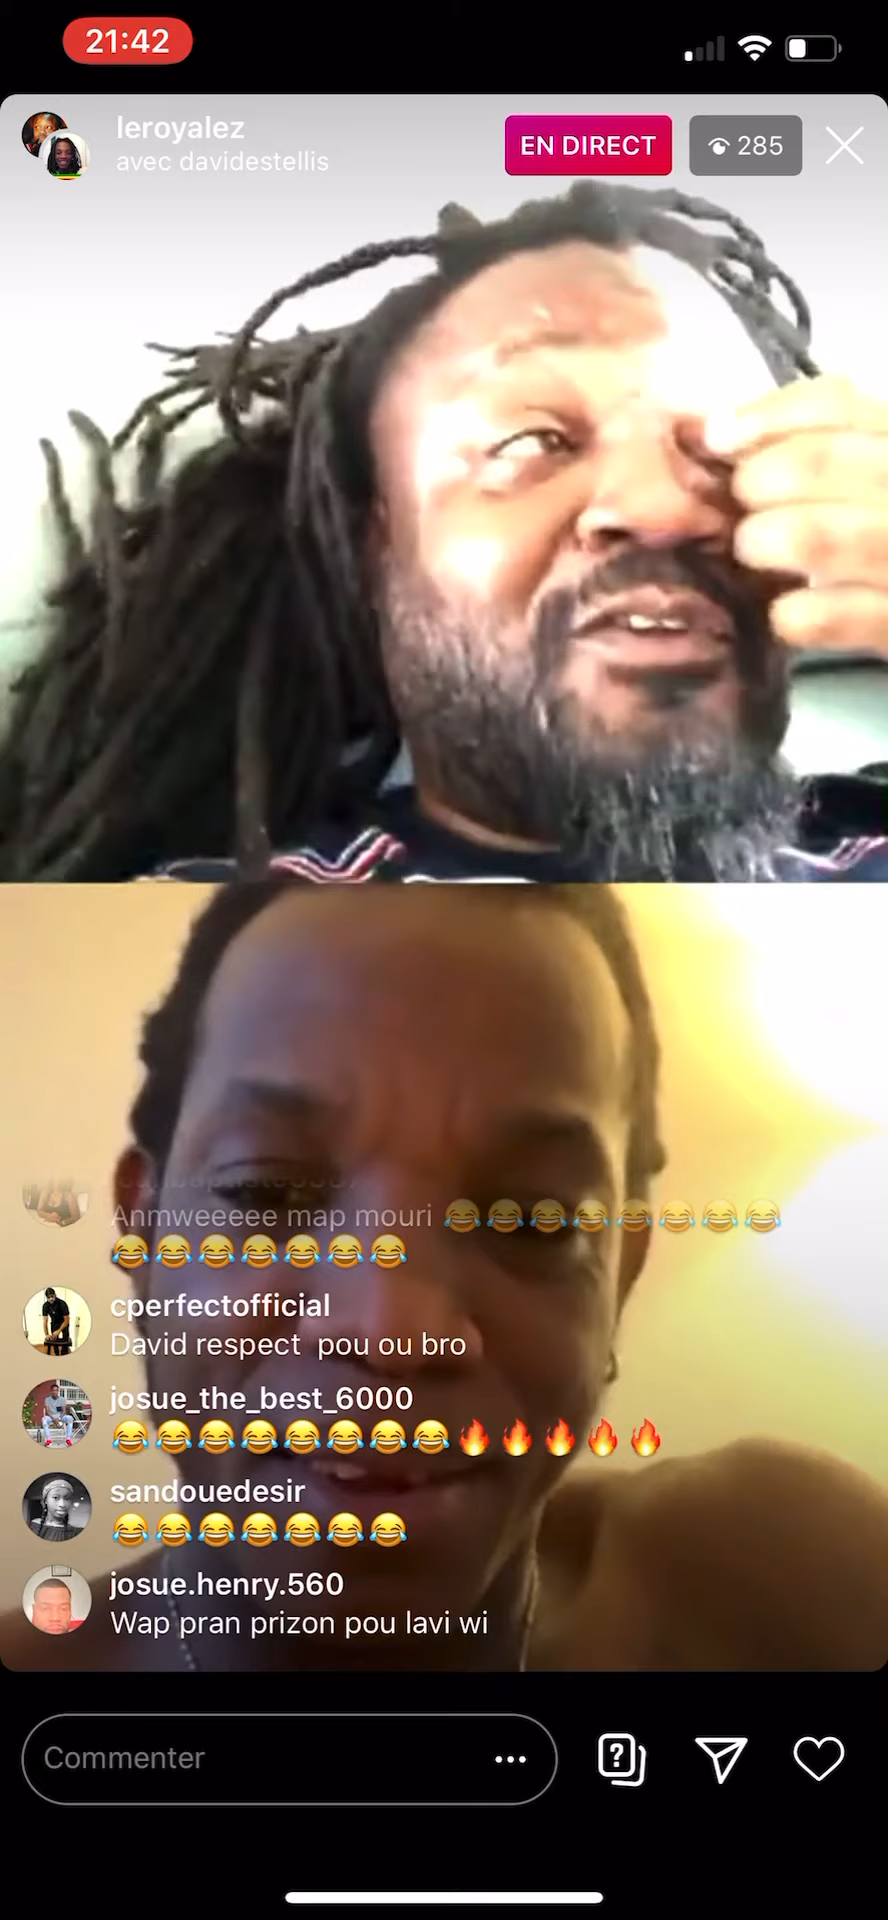 21:42
leroyalez
avec davidestellis
EN DIRECT
285
Anmweeeee map mouri 😂😂😂😂😂😂😂😂
😂😂😂😂😂😂😂
cperfectofficial
David respect  pou ou bro
josue_the_best_6000
😂😂😂😂😂😂😂😂🔥🔥🔥🔥🔥
sandouedesir
😂😂😂😂😂😂😂
josue.henry.560
Wap pran prizon pou lavi wi
Commenter